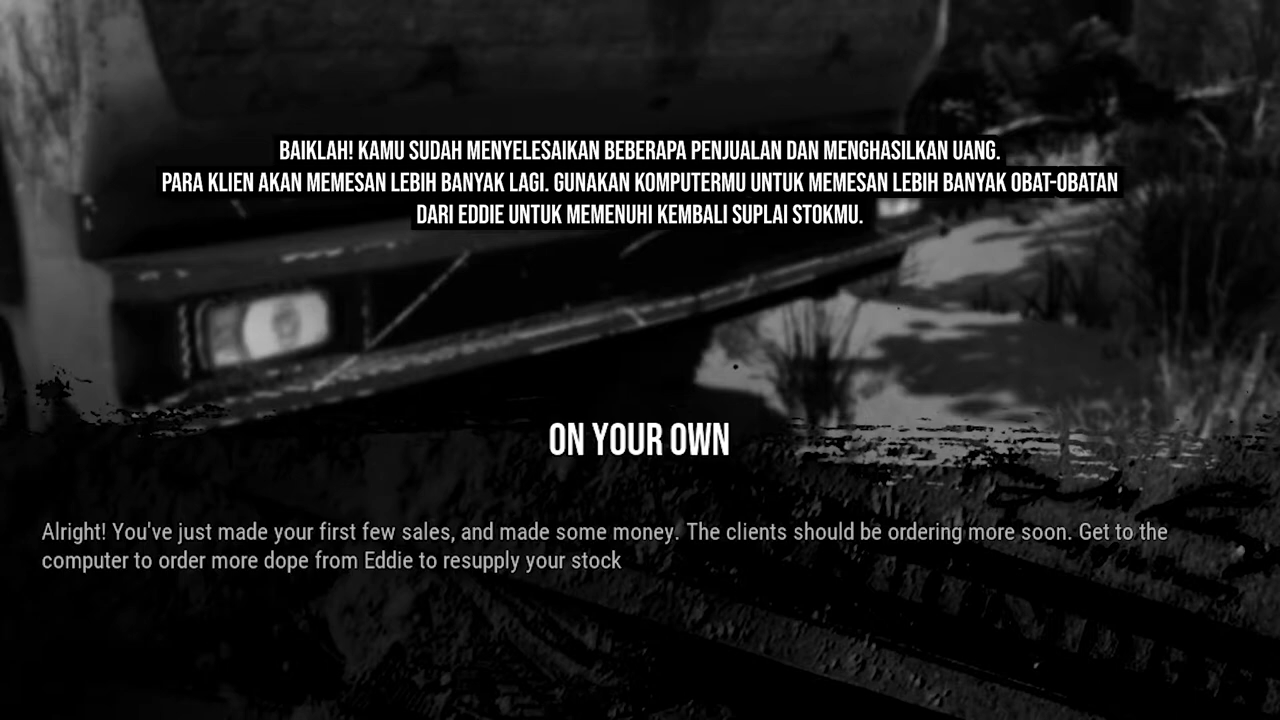 BAIKLAH! KAMU SUDAH MENYELESAIKAN BEBERAPA PENJUALAN DAN MENGHASILKAN UANG.
PARA KLIEN AKAN MEMESAN LEBIH BANYAK LAGI. GUNAKAN KOMPUTERMU UNTUK MEMESAN LEBIH BANYAK OBAT-OBATAN
DARI EDDIE UNTUK MEMENUHI KEMBALI SUPLAI STOKMU.
ON YOUR OWN
Alright! You've just made your first few sales, and made some money. The clients should be ordering more soon. Get to the
computer to order more dope from Eddie to resupply your stock